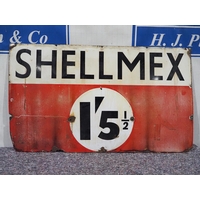 n & Co
H. J. P
SHELLMEX
1'5½